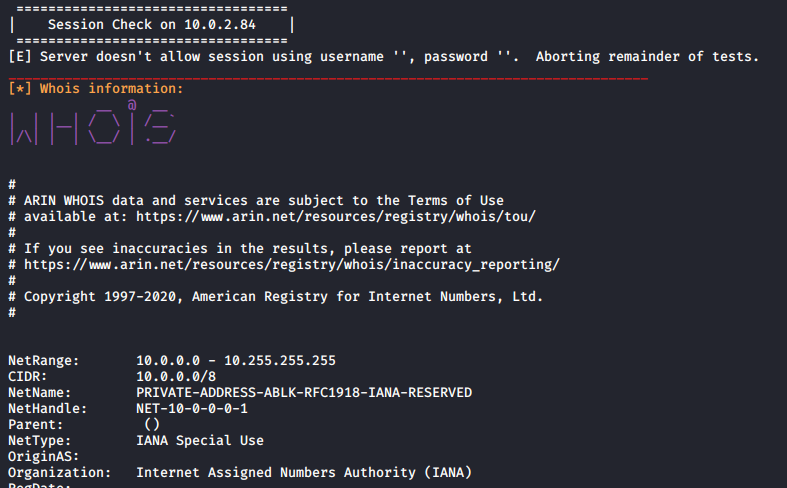 ==================================
|    Session Check on 10.0.2.84    |
==================================
[E] Server doesn't allow session using username '', password ''.  Aborting remainder of tests.
________________________________________________________________________________
[*] Whois information:
WHOIS
#
# ARIN WHOIS data and services are subject to the Terms of Use
# available at: https://www.arin.net/resources/registry/whois/tou/
#
# If you see inaccuracies in the results, please report at
# https://www.arin.net/resources/registry/whois/inaccuracy_reporting/
#
# Copyright 1997-2020, American Registry for Internet Numbers, Ltd.
#
NetRange:       10.0.0.0 - 10.255.255.255
CIDR:           10.0.0.0/8
NetName:        PRIVATE-ADDRESS-ABLK-RFC1918-IANA-RESERVED
NetHandle:      NET-10-0-0-0-1
Parent:          ()
NetType:        IANA Special Use
OriginAS:
Organization:   Internet Assigned Numbers Authority (IANA)
RegDate: